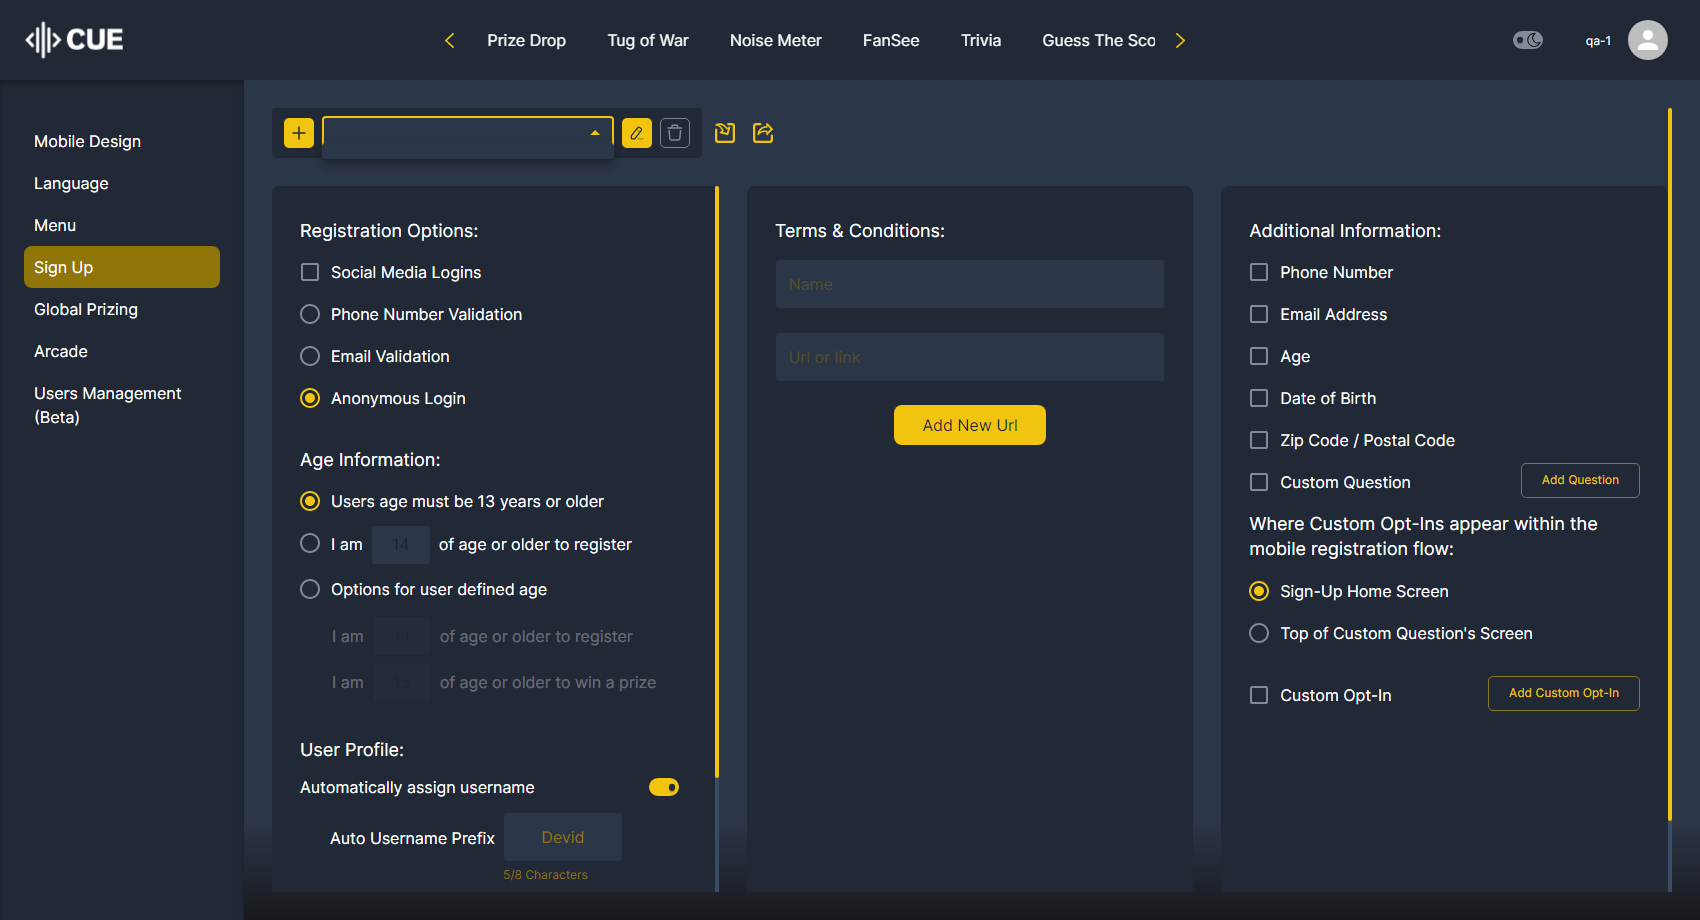 CUE
Prize Drop
Tug of War
Noise Meter
FanSee
Trivia
Guess The Sco
qa-1
Mobile Design
Language
Menu
Sign Up
Global Prizing
Arcade
Users Management
(Beta)
Registration Options:
Social Media Logins
Phone Number Validation
Email Validation
Anonymous Login
Age Information:
Users age must be 13 years or older
I am 14 of age or older to register
Options for user defined age
I am of age or older to register
I am of age or older to win a prize
User Profile:
Automatically assign username
Auto Username Prefix Devid
5/8 Characters
Terms & Conditions:
Name
Url or link
Add New Url
Additional Information:
Phone Number
Email Address
Age
Date of Birth
Zip Code / Postal Code
Custom Question Add Question
Where Custom Opt-Ins appear within the
mobile registration flow:
Sign-Up Home Screen
Top of Custom Question's Screen
Custom Opt-In Add Custom Opt-In